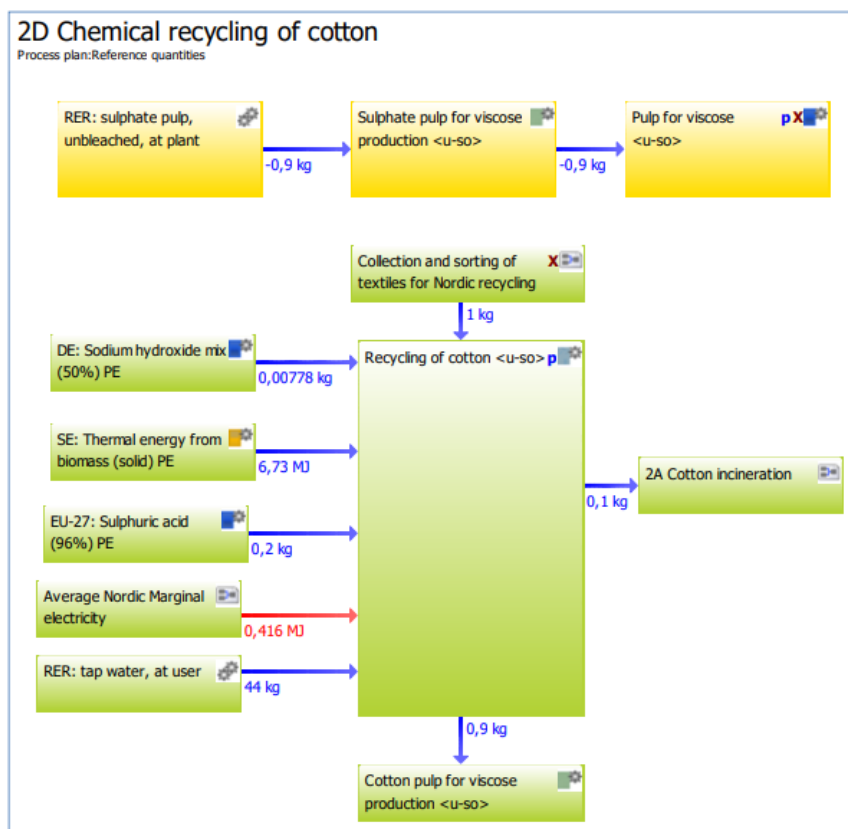 2D Chemical recycling of cotton
Process plan:Reference quantities
RER: sulphate pulp,
unbleached, at plant
-0,9 kg
Sulphate pulp for viscose
production <u-so>
-0,9 kg
Pulp for viscose
<u-so>
p X
Collection and sorting of
textiles for Nordic recycling
X
1 kg
DE: Sodium hydroxide mix
(50%) PE
0,00778 kg
Recycling of cotton <u-so> p
SE: Thermal energy from
biomass (solid) PE
6,73 MJ
2A Cotton incineration
0,1 kg
EU-27: Sulphuric acid
(96%) PE
0,2 kg
Average Nordic Marginal
electricity
0,416 MJ
RER: tap water, at user
44 kg
0,9 kg
Cotton pulp for viscose
production <u-so>